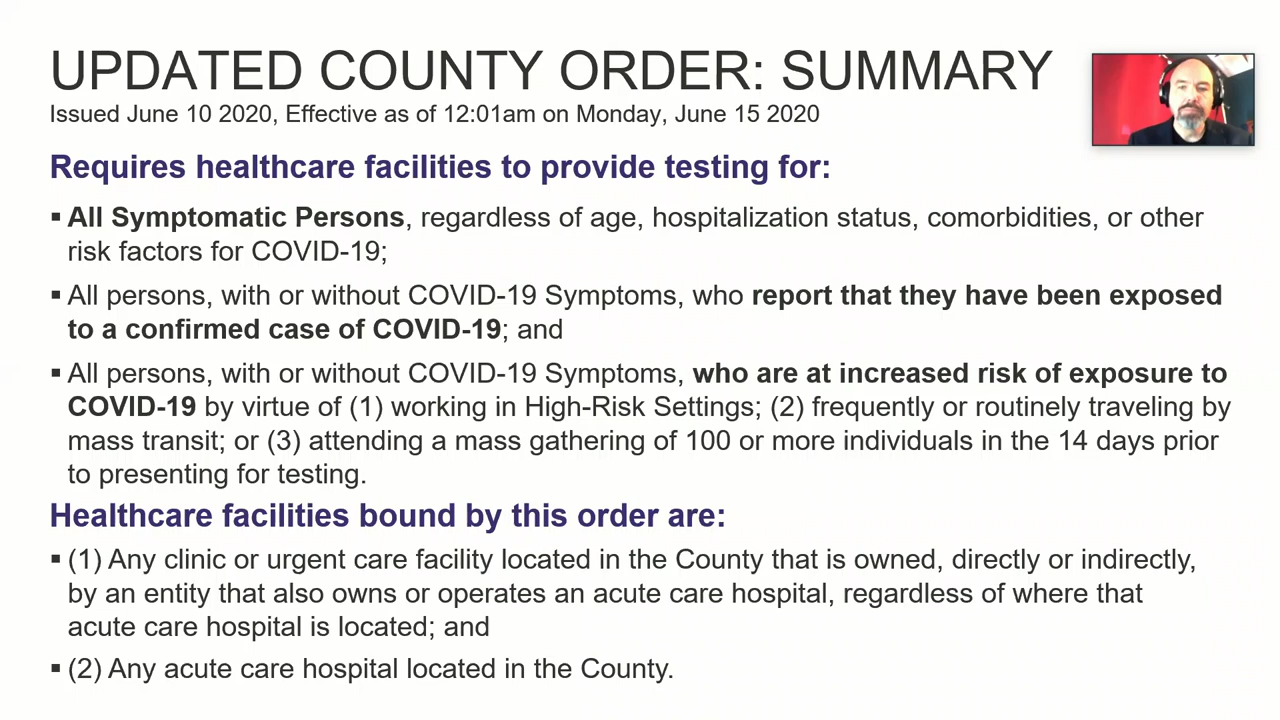 UPDATED COUNTY ORDER: SUMMARY
Issued June 10 2020, Effective as of 12:01am on Monday, June 15 2020
Requires healthcare facilities to provide testing for:
▪ All Symptomatic Persons, regardless of age, hospitalization status, comorbidities, or other
risk factors for COVID-19;
▪ All persons, with or without COVID-19 Symptoms, who report that they have been exposed
to a confirmed case of COVID-19; and
▪ All persons, with or without COVID-19 Symptoms, who are at increased risk of exposure to
COVID-19 by virtue of (1) working in High-Risk Settings; (2) frequently or routinely traveling by
mass transit; or (3) attending a mass gathering of 100 or more individuals in the 14 days prior
to presenting for testing.
Healthcare facilities bound by this order are:
▪ (1) Any clinic or urgent care facility located in the County that is owned, directly or indirectly,
by an entity that also owns or operates an acute care hospital, regardless of where that
acute care hospital is located; and
▪ (2) Any acute care hospital located in the County.